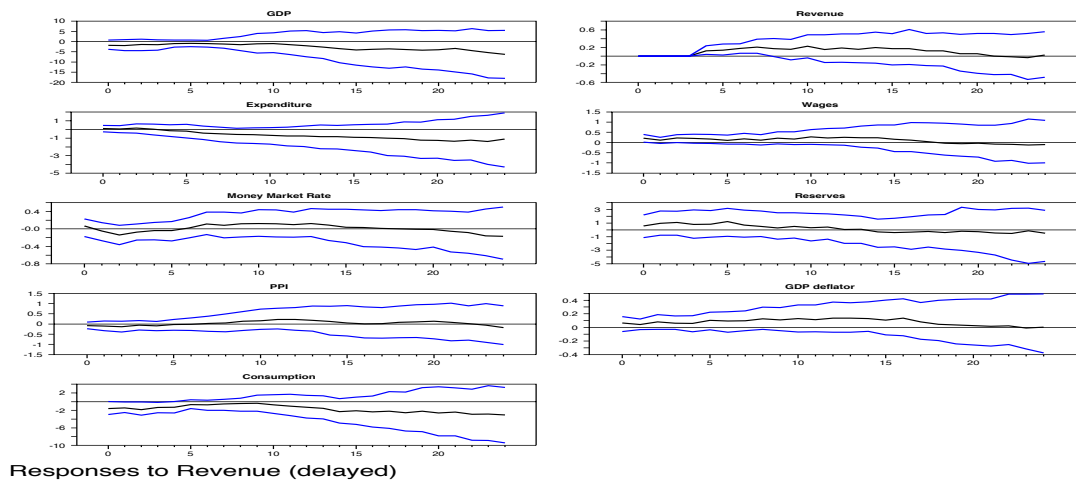 GDP
10
5
0
-5
-10
-15
-20
0 5 10 15 20
Revenue
0.6
0.2
-0.2
-0.6
0 5 10 15 20
Expenditure
1
-1
-3
-5
0 5 10 15 20
Wages
1.5
1
0.5
0
-0.5
-1
-1.5
0 5 10 15 20
Money Market Rate
0.4
-0.0
-0.4
-0.8
0 5 10 15 20
Reserves
3
1
-1
-3
-5
0 5 10 15 20
PPI
1.5
1
0.5
0
-0.5
-1
-1.5
0 5 10 15 20
GDP deflator
0.4
0.2
0
-0.2
-0.4
0 5 10 15 20
Consumption
2
-2
-6
-10
0 5 10 15 20
Responses to Revenue (delayed)